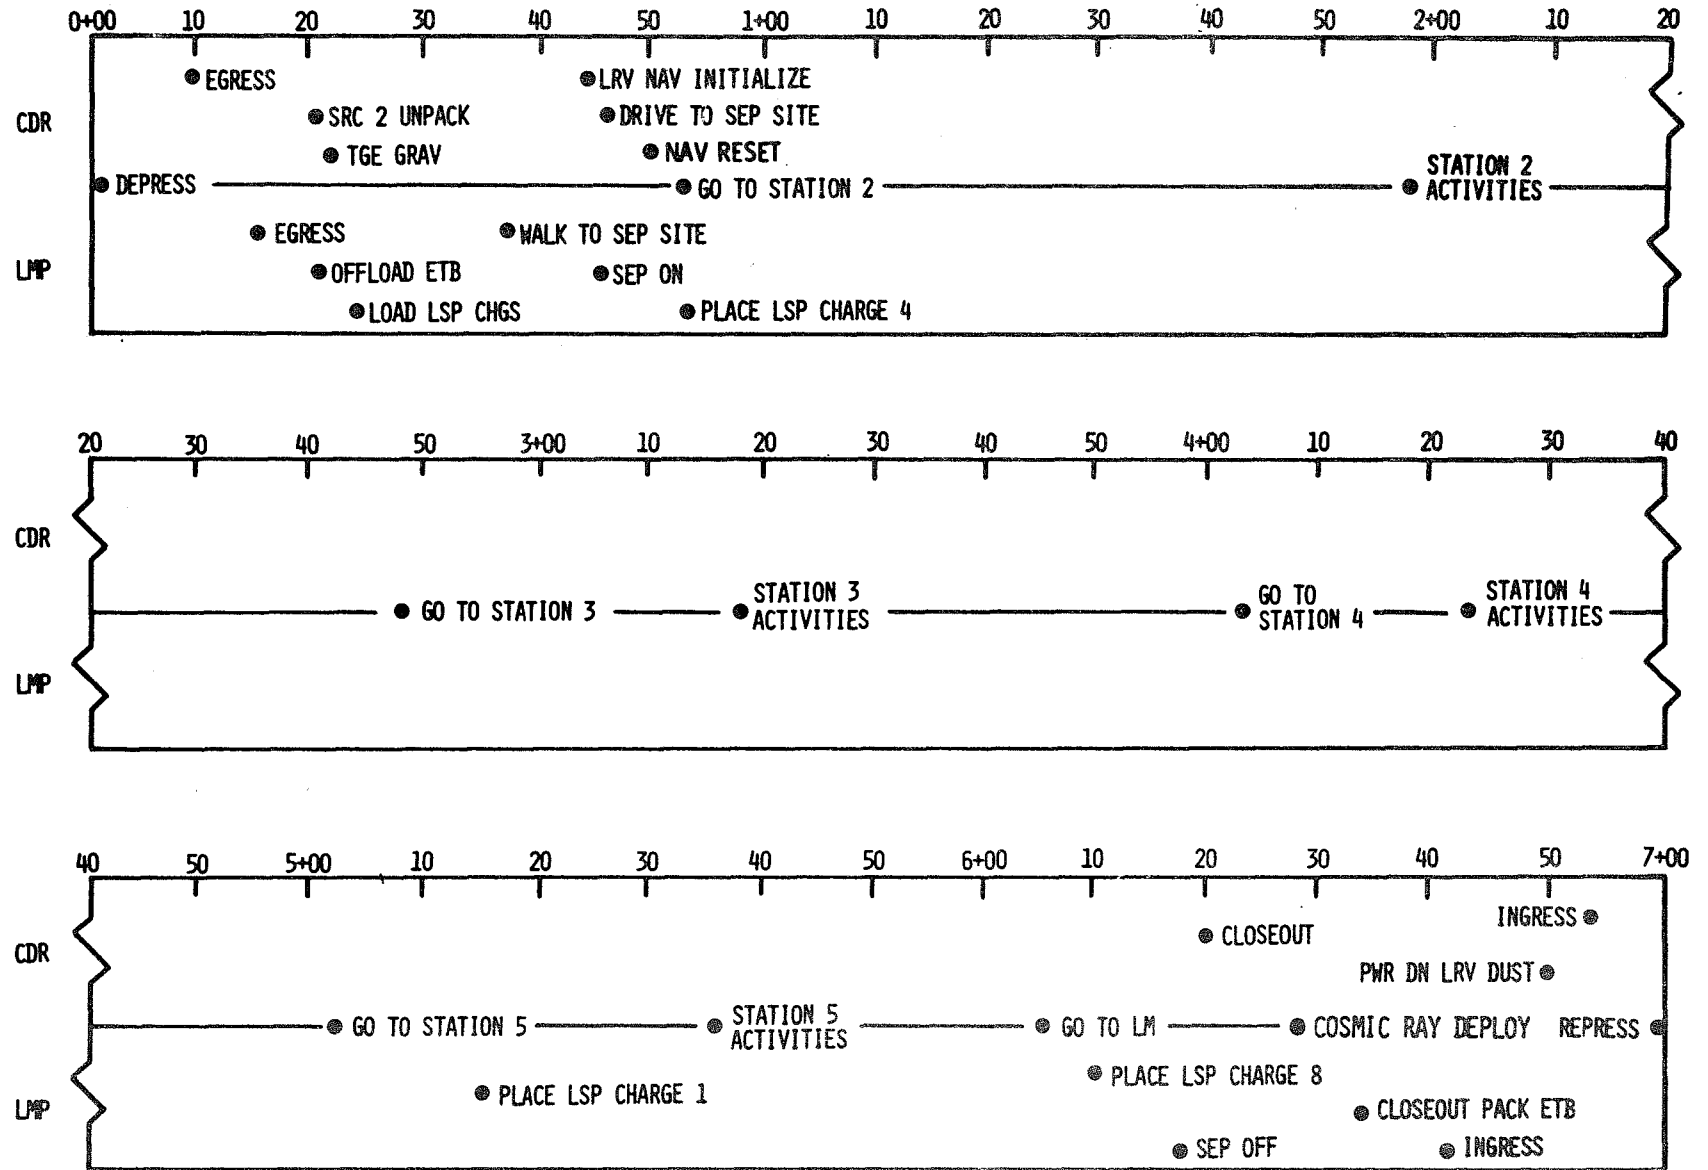 0+00 10 20 30 40 50 1+00 10 20 30 40 50 2+00 10 20
EGRESS LRV NAV INITIALIZE
CDR SRC 2 UNPACK DRIVE TO SEP SITE
TGE GRAV NAV RESET
DEPRESS GO TO STATION 2 STATION 2
ACTIVITIES
EGRESS WALK TO SEP SITE
LMP OFFLOAD ETB SEP ON
LOAD LSP CHGS PLACE LSP CHARGE 4
20 30 40 50 3+00 10 20 30 40 50 4+00 10 20 30 40
CDR
GO TO STATION 3 STATION 3 GO TO STATION 4
ACTIVITIES STATION 4 ACTIVITIES
LMP
40 50 5+00 10 20 30 40 50 6+00 10 20 30 40 50 7+00
INGRESS
CDR CLOSEOUT
PWR DN LRV DUST
GO TO STATION 5 STATION 5 GO TO LM COSMIC RAY DEPLOY REPRESS
ACTIVITIES
PLACE LSP CHARGE 8
PLACE LSP CHARGE 1
LMP CLOSEOUT PACK ETB
SEP OFF INGRESS